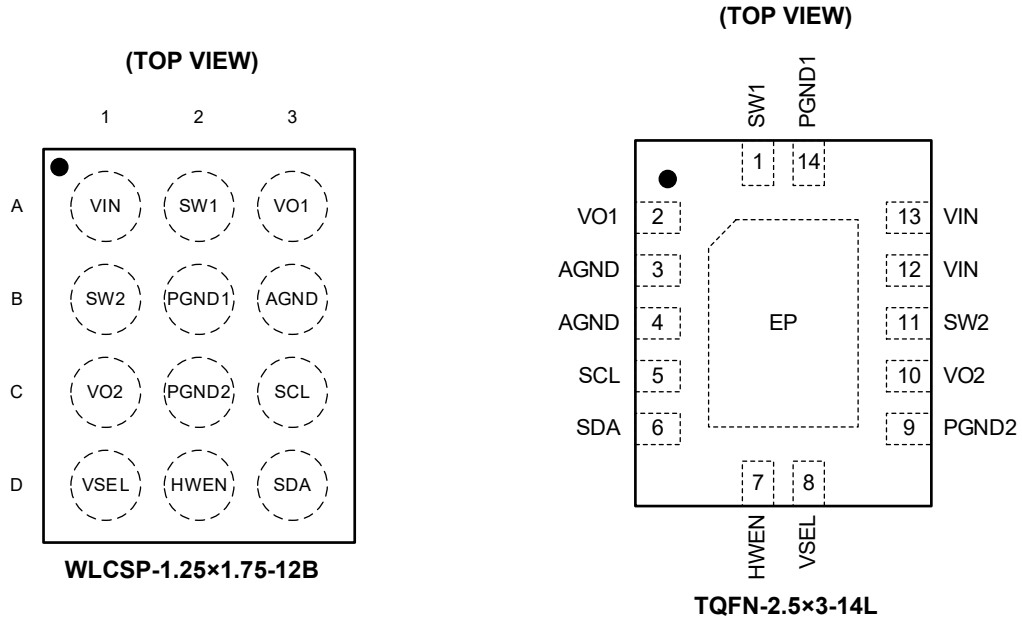 (TOP VIEW)
1 2 3
A VIN SW1 VO1
B SW2 PGND1 AGND
C VO2 PGND2 SCL
D VSEL HWEN SDA
WLCSP-1.25×1.75-12B
(TOP VIEW)
SW1 PGND1
1 14
VO1 2 13 VIN
AGND 3 12 VIN
AGND 4 EP 11 SW2
SCL 5 10 VO2
SDA 6 9 PGND2
7 8
HWEN VSEL
TQFN-2.5×3-14L